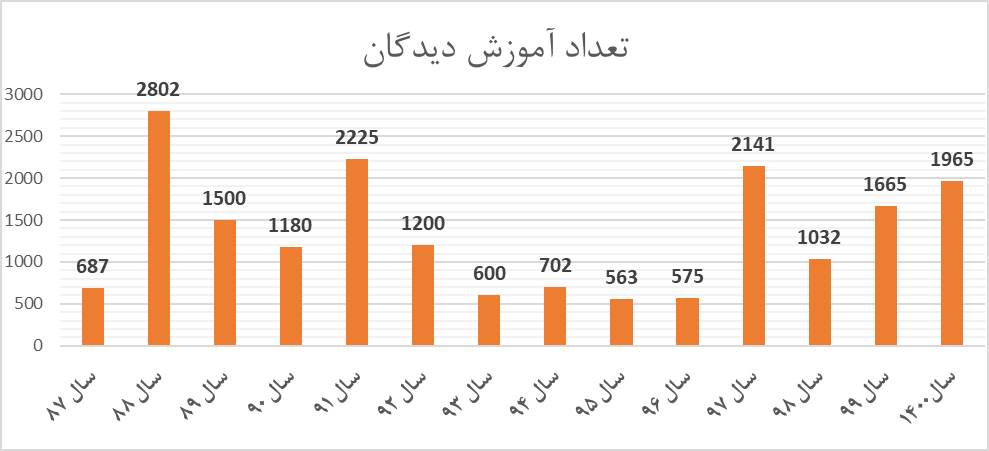 تعداد آموزش دیدگان
3000
2500
2000
1500
1000
500
0
687
2802
1500
1180
2225
1200
600
702
563
575
2141
1032
1665
1965
سال ۸۷
سال ۸۸
سال ۸۹
سال ۹۰
سال ۹۱
سال ۹۲
سال ۹۳
سال ۹۴
سال ۹۵
سال ۹۶
سال ۹۷
سال ۹۸
سال ۹۹
سال ۱۴۰۰